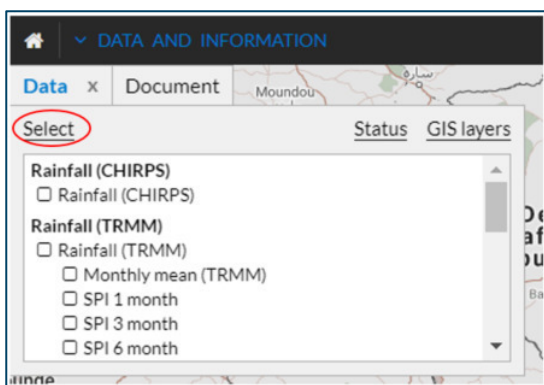 DATA AND INFORMATION
Data x Document
Moundou
سار
Select Status GIS layers
Rainfall (CHIRPS)
Rainfall (CHIRPS)
Rainfall (TRMM)
Rainfall (TRMM)
Monthly mean (TRMM)
SPI 1 month
SPI 3 month
SPI 6 month